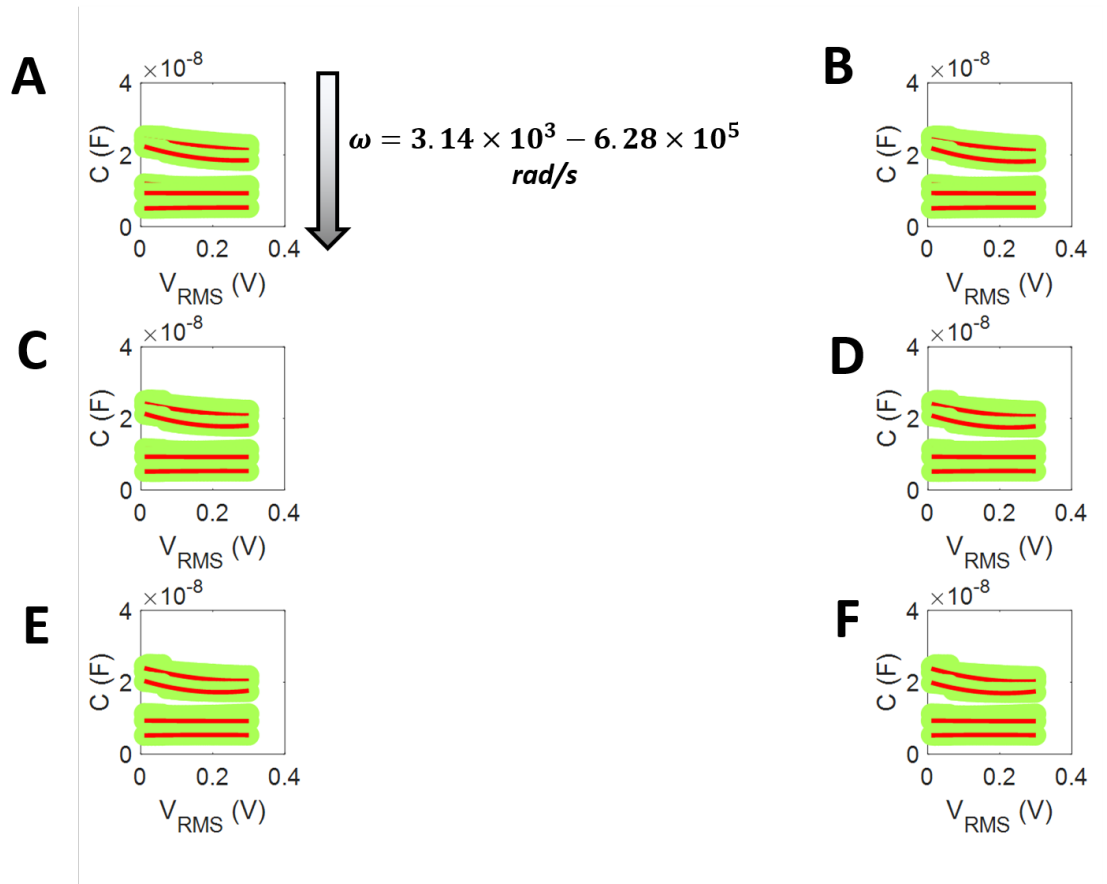 A
×10⁻⁸
4
2
0
C (F)
0 0.2 0.4
V_RMS (V)
ω = 3.14 × 10³ − 6.28 × 10⁵
rad/s
B
×10⁻⁸
4
2
0
C (F)
0 0.2 0.4
V_RMS (V)
C
×10⁻⁸
4
2
0
C (F)
0 0.2 0.4
V_RMS (V)
D
×10⁻⁸
4
2
0
C (F)
0 0.2 0.4
V_RMS (V)
E
×10⁻⁸
4
2
0
C (F)
0 0.2 0.4
V_RMS (V)
F
×10⁻⁸
4
2
0
C (F)
0 0.2 0.4
V_RMS (V)